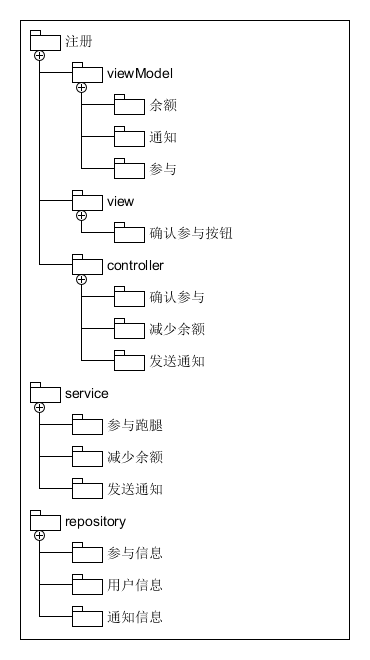 注册
viewModel
余额
通知
参与
view
确认参与按钮
controller
确认参与
减少余额
发送通知
service
参与跑腿
减少余额
发送通知
repository
参与信息
用户信息
通知信息